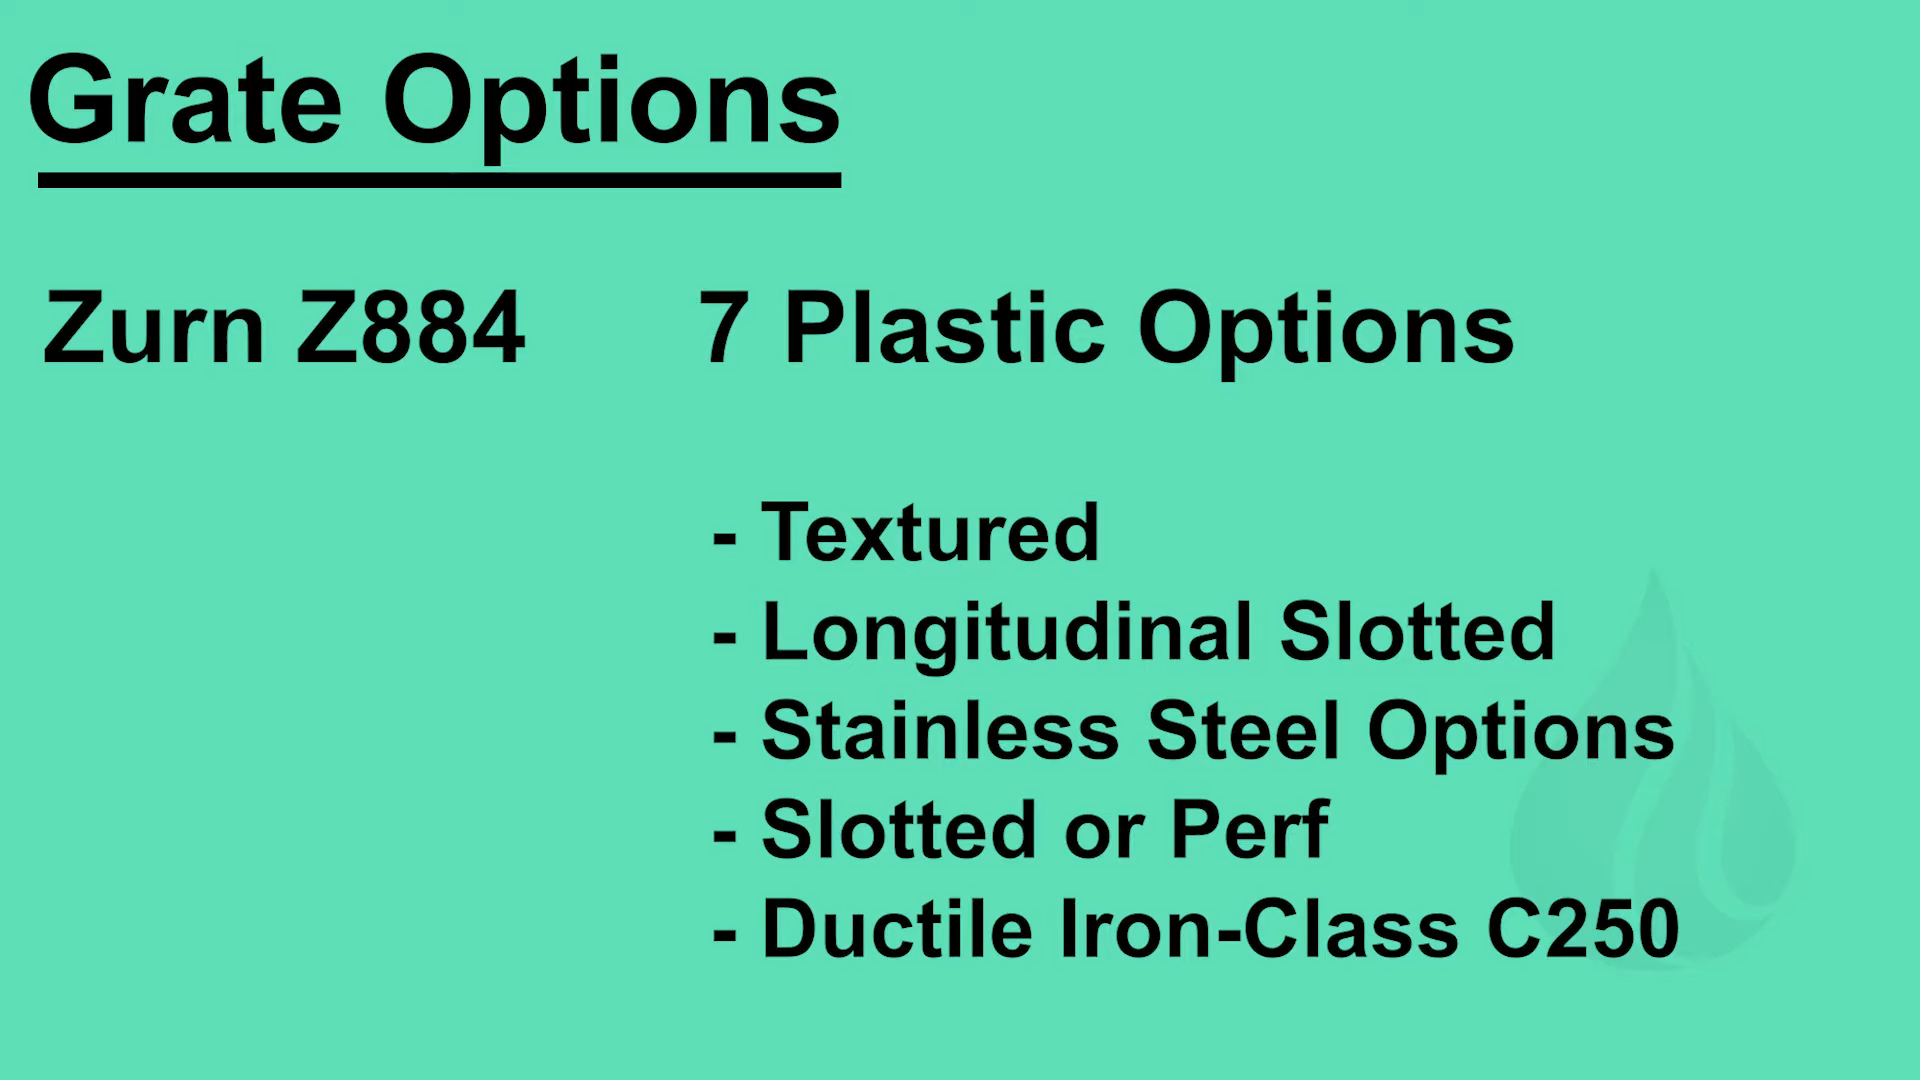 Grate Options
Zurn Z884 7 Plastic Options
- Textured
- Longitudinal Slotted
- Stainless Steel Options
- Slotted or Perf
- Ductile Iron-Class C250